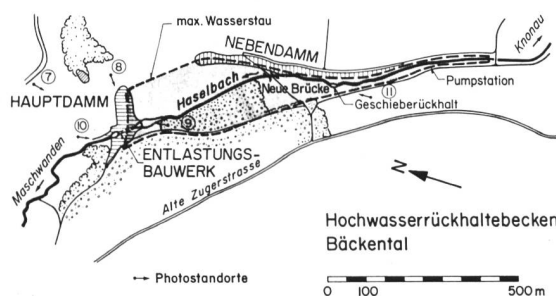 max. Wasserstau
NEBENDAMM
Knonau
⑦
⑧
HAUPTDAMM
Haselbach
Neue Brücke
⑪
Pumpstation
Geschieberückhalt
⑩
⑨
Maschwanden
ENTLASTUNGS-
BAUWERK
Alte Zugerstrasse
N
Hochwasserrückhaltebecken
Bäckental
Photostandorte
0 100 500 m